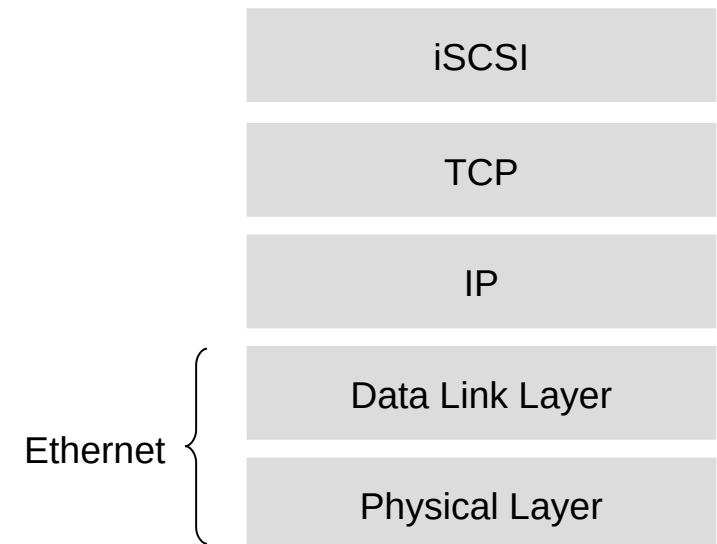 iSCSI
TCP
IP
Data Link Layer
Ethernet
Physical Layer